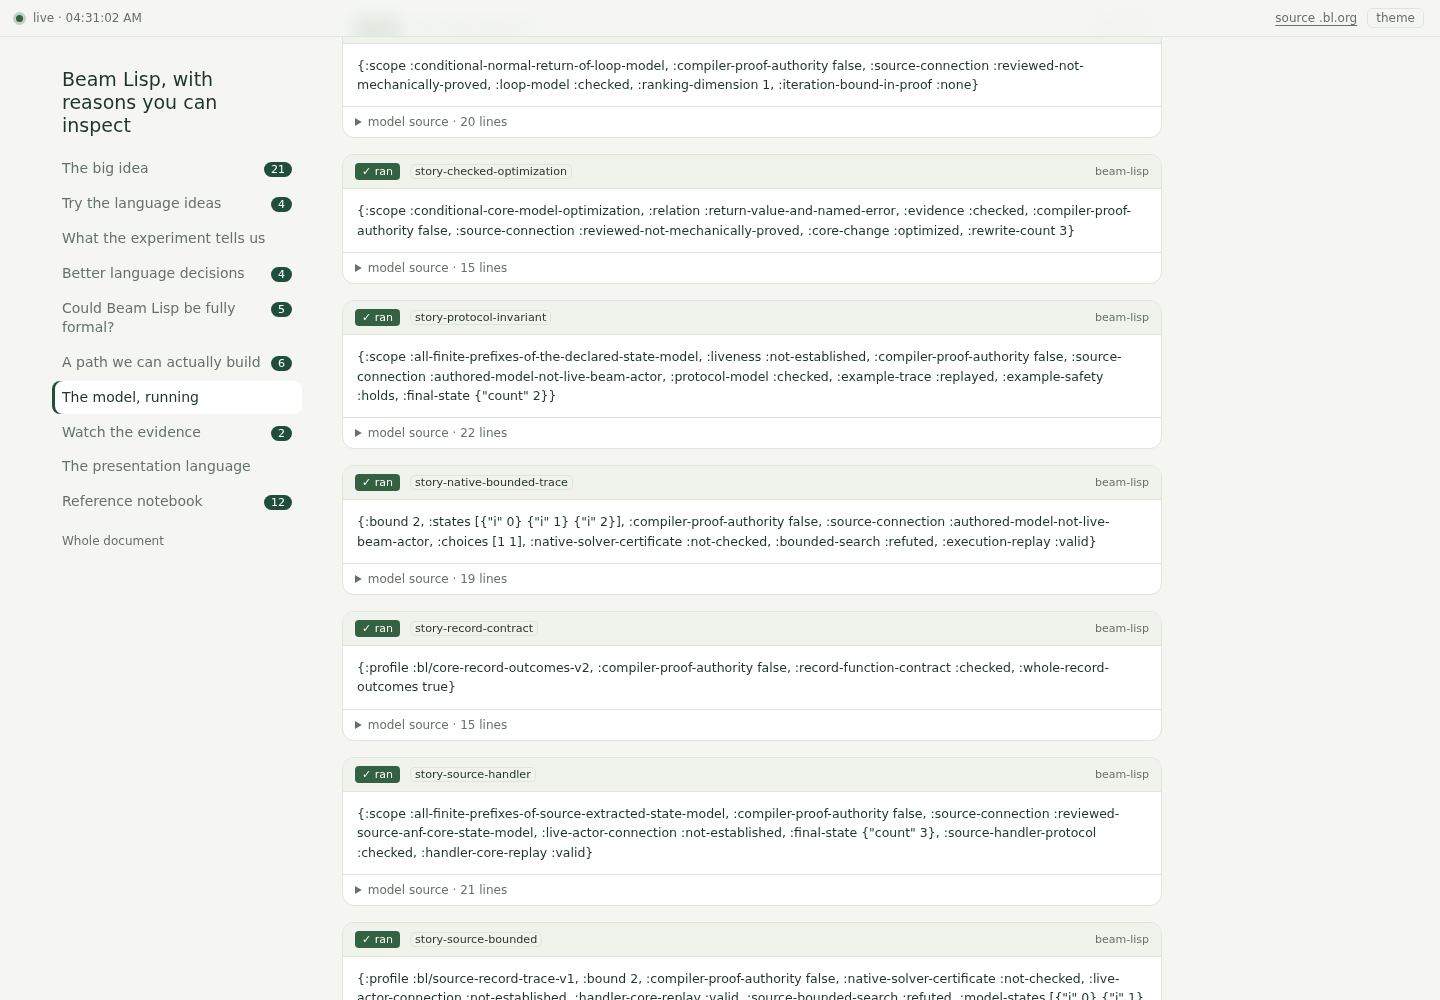 live · 04:31:02 AM
source .bl.org
theme
Beam Lisp, with
reasons you can
inspect
The big idea 21
Try the language ideas 4
What the experiment tells us
Better language decisions 4
Could Beam Lisp be fully 5
formal?
A path we can actually build 6
The model, running
Watch the evidence 2
The presentation language
Reference notebook 12
Whole document
{:scope :conditional-normal-return-of-loop-model, :compiler-proof-authority false, :source-connection :reviewed-not-
mechanically-proved, :loop-model :checked, :ranking-dimension 1, :iteration-bound-in-proof :none}
▶ model source · 20 lines
✓ ran story-checked-optimization beam-lisp
{:scope :conditional-core-model-optimization, :relation :return-value-and-named-error, :evidence :checked, :compiler-proof-
authority false, :source-connection :reviewed-not-mechanically-proved, :core-change :optimized, :rewrite-count 3}
▶ model source · 15 lines
✓ ran story-protocol-invariant beam-lisp
{:scope :all-finite-prefixes-of-the-declared-state-model, :liveness :not-established, :compiler-proof-authority false, :source-
connection :authored-model-not-live-beam-actor, :protocol-model :checked, :example-trace :replayed, :example-safety
:holds, :final-state {"count" 2}}
▶ model source · 22 lines
✓ ran story-native-bounded-trace beam-lisp
{:bound 2, :states [{"i" 0} {"i" 1} {"i" 2}], :compiler-proof-authority false, :source-connection :authored-model-not-live-
beam-actor, :choices [1 1], :native-solver-certificate :not-checked, :bounded-search :refuted, :execution-replay :valid}
▶ model source · 19 lines
✓ ran story-record-contract beam-lisp
{:profile :bl/core-record-outcomes-v2, :compiler-proof-authority false, :record-function-contract :checked, :whole-record-
outcomes true}
▶ model source · 15 lines
✓ ran story-source-handler beam-lisp
{:scope :all-finite-prefixes-of-source-extracted-state-model, :compiler-proof-authority false, :source-connection :reviewed-
source-anf-core-state-model, :live-actor-connection :not-established, :final-state {"count" 3}, :source-handler-protocol
:checked, :handler-core-replay :valid}
▶ model source · 21 lines
✓ ran story-source-bounded beam-lisp
{:profile :bl/source-record-trace-v1, :bound 2, :compiler-proof-authority false, :native-solver-certificate :not-checked, :live-
actor-connection :not-established, :handler-core-replay :valid, :source-bounded-search :refuted, :model-states [{"i" 0} {"i" 1}